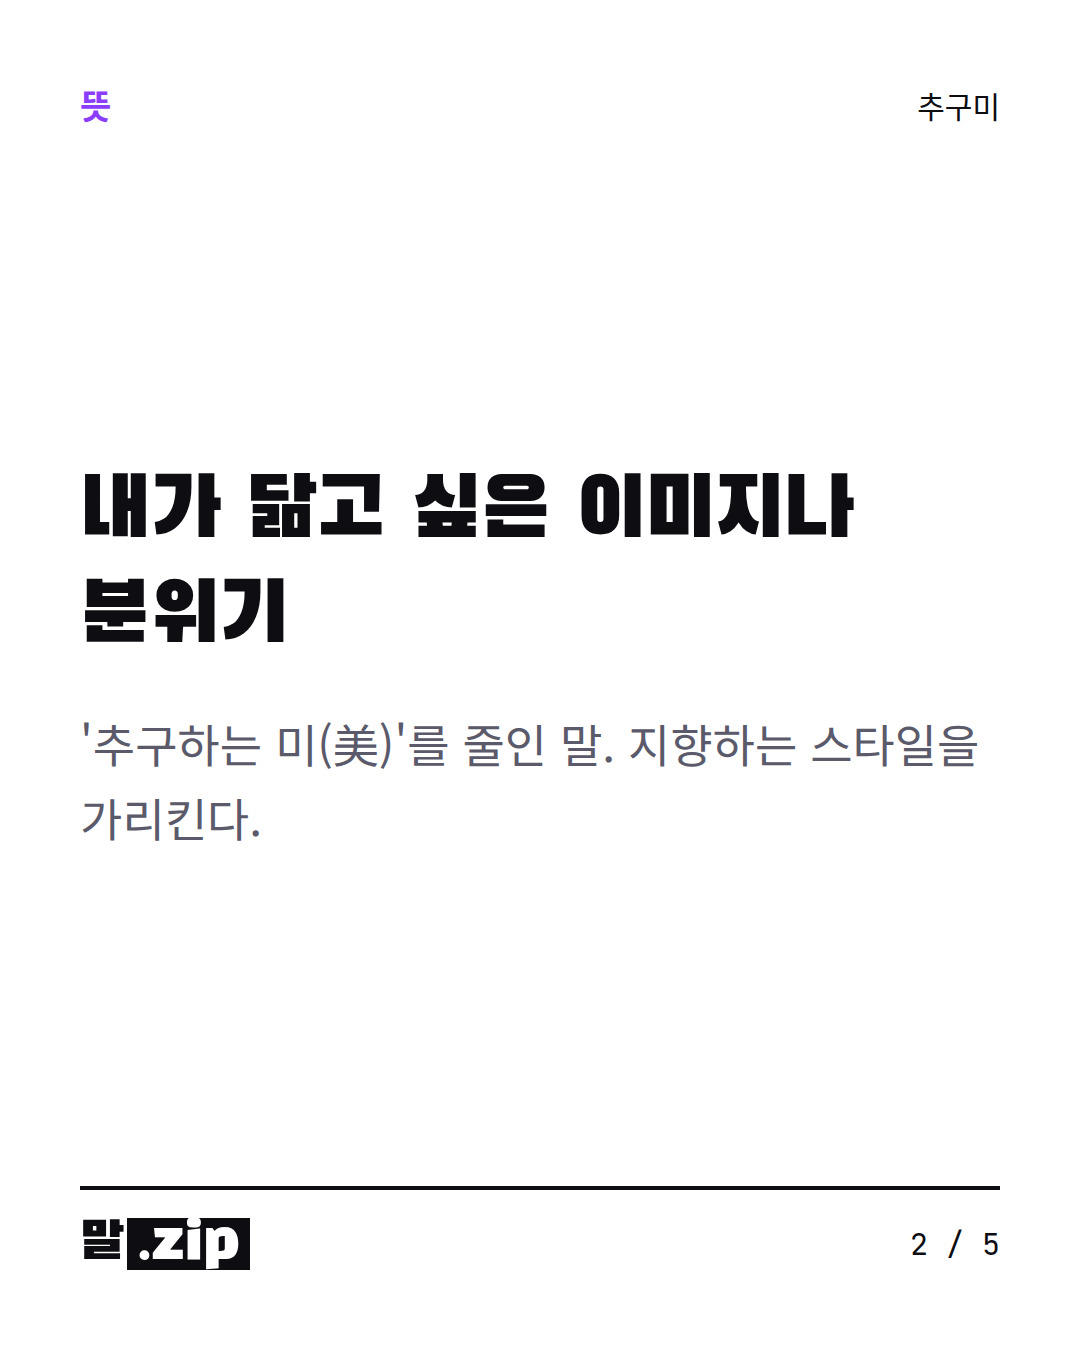 뜻
추구미
내가 닮고 싶은 이미지나
분위기
'추구하는 미(美)'를 줄인 말. 지향하는 스타일을
가리킨다.
말.zip
2 / 5